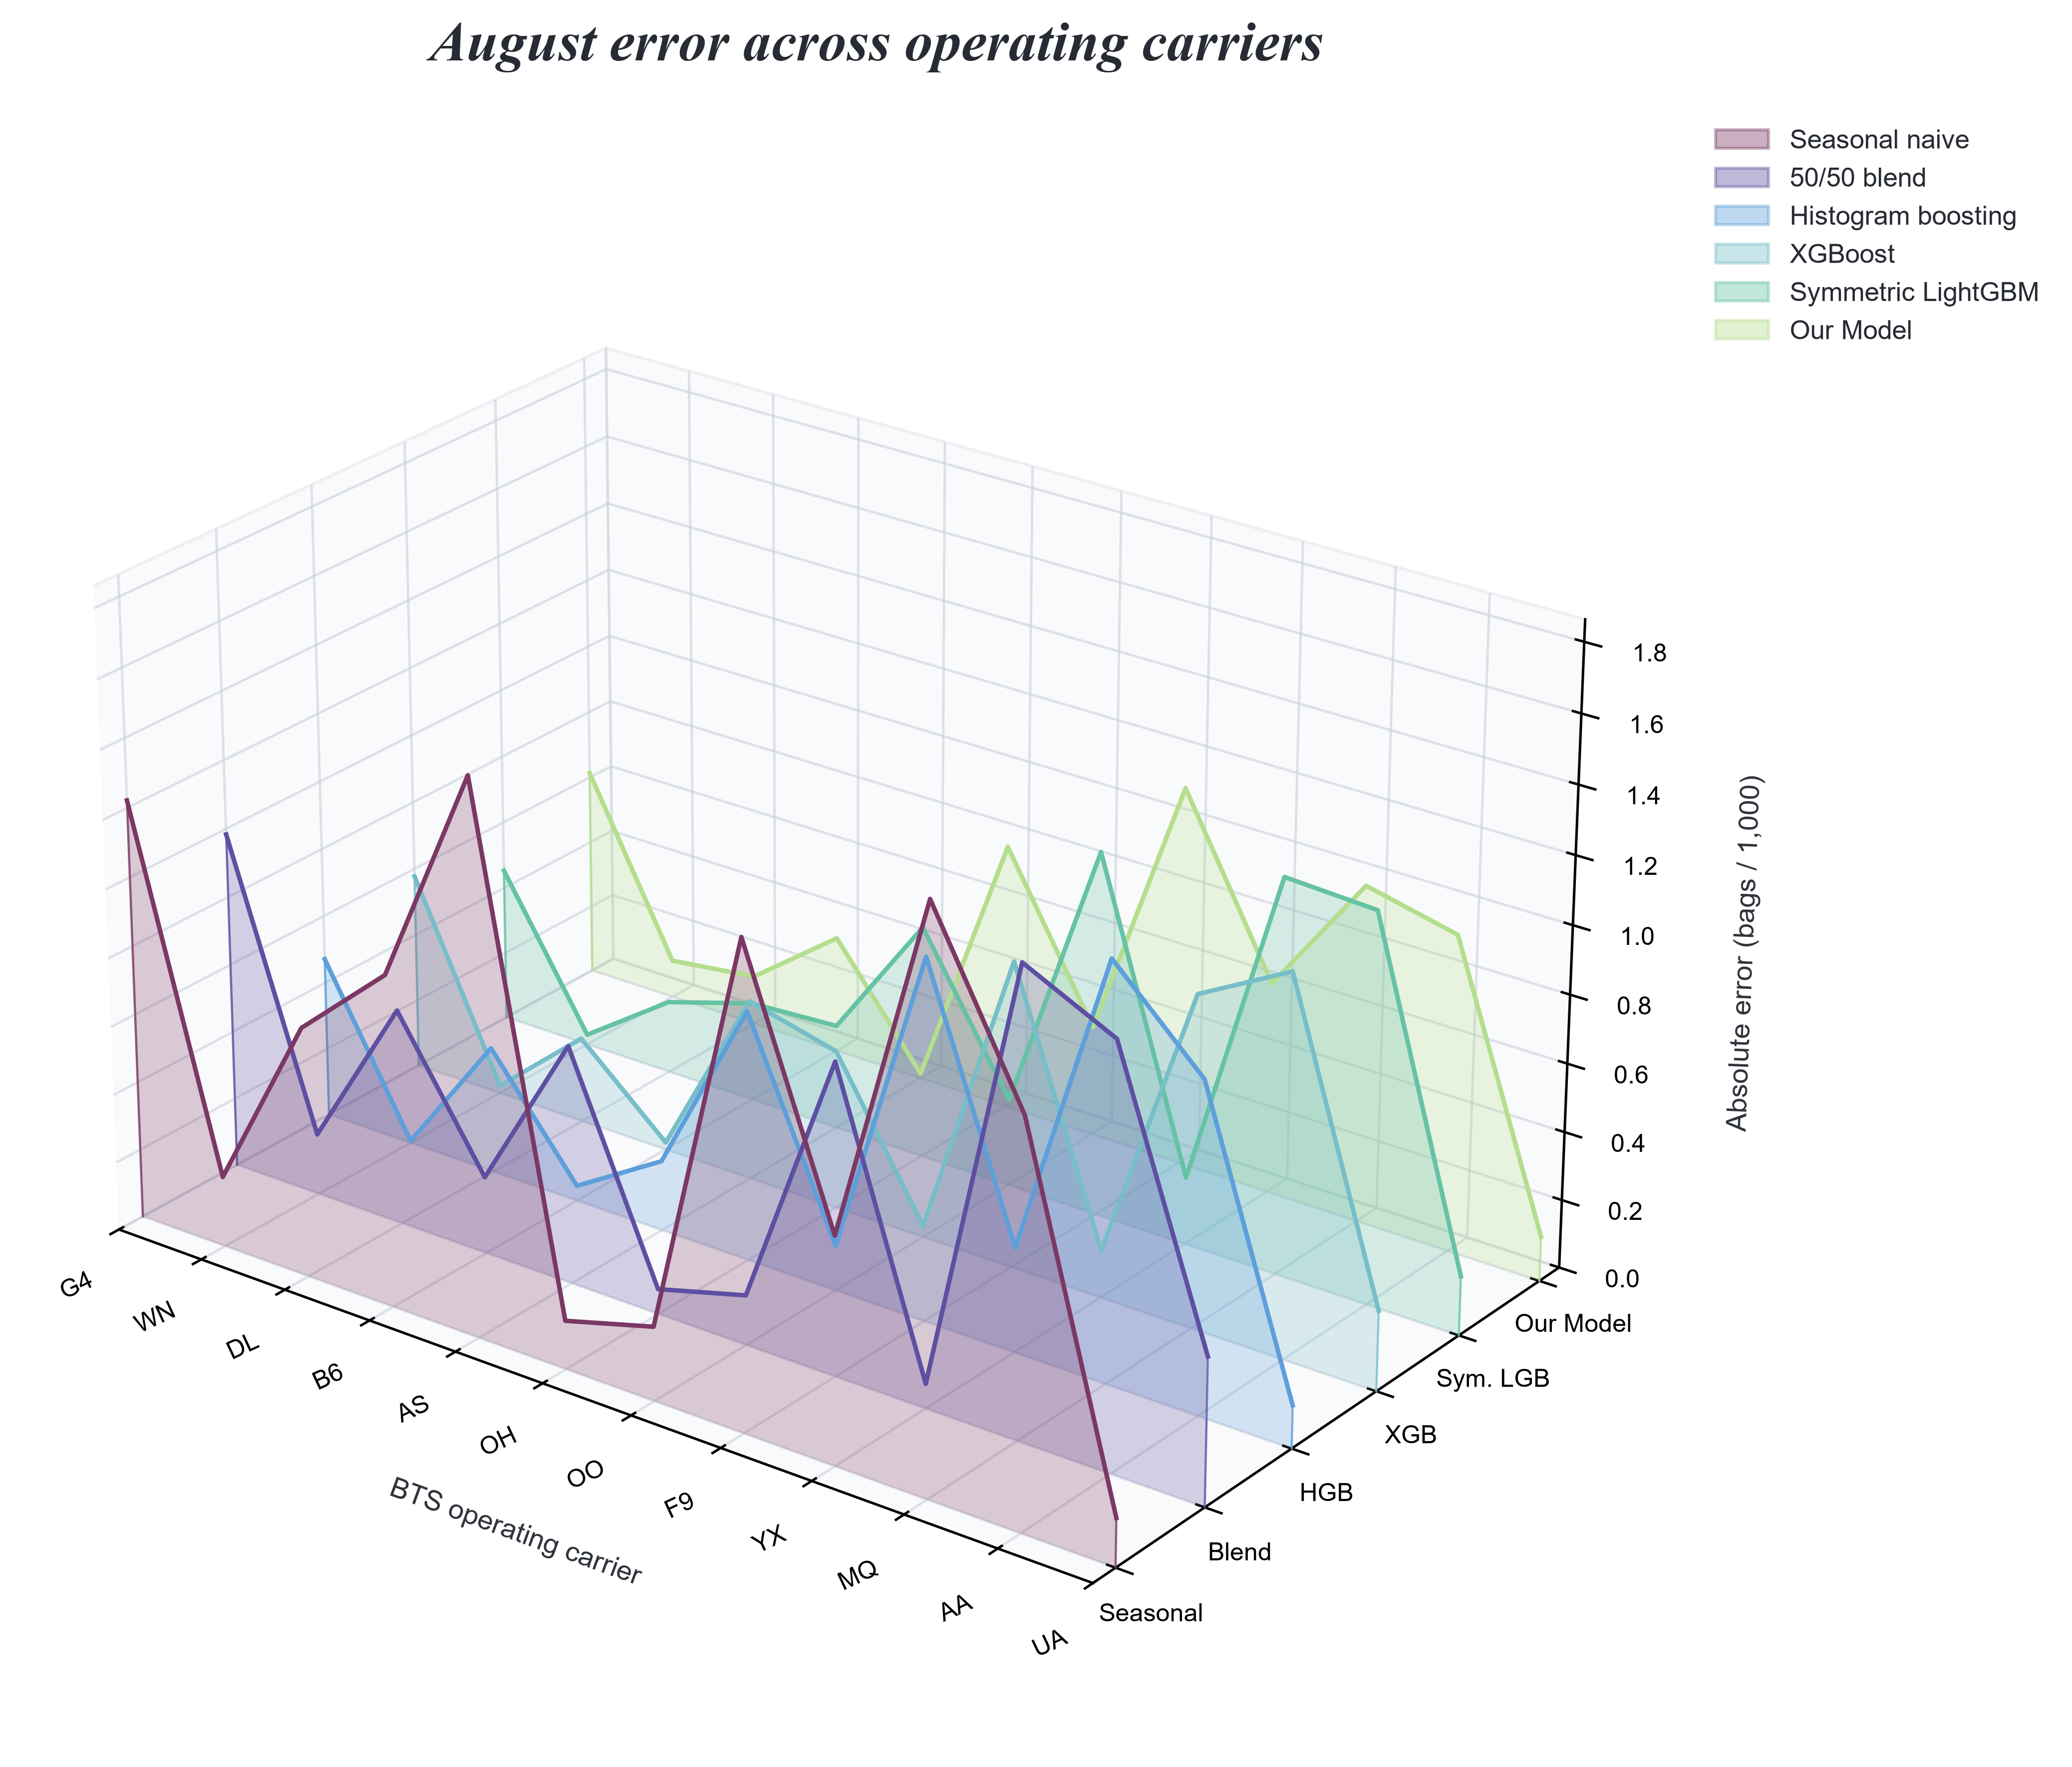 August error across operating carriers
Seasonal naive
50/50 blend
Histogram boosting
XGBoost
Symmetric LightGBM
Our Model
1.8
1.6
1.4
1.2
1.0
0.8
0.6
0.4
0.2
0.0
Absolute error (bags / 1,000)
G4
WN
DL
B6
AS
OH
OO
F9
YX
MQ
AA
UA
BTS operating carrier
Seasonal
Blend
HGB
XGB
Sym. LGB
Our Model